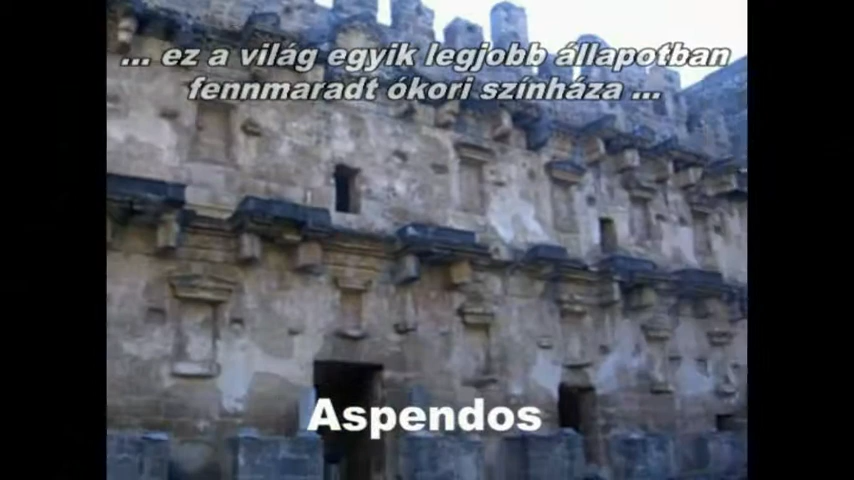 ... ez a világ egyik legjobb állapotban
fennmaradt ókori színháza ...
Aspendos